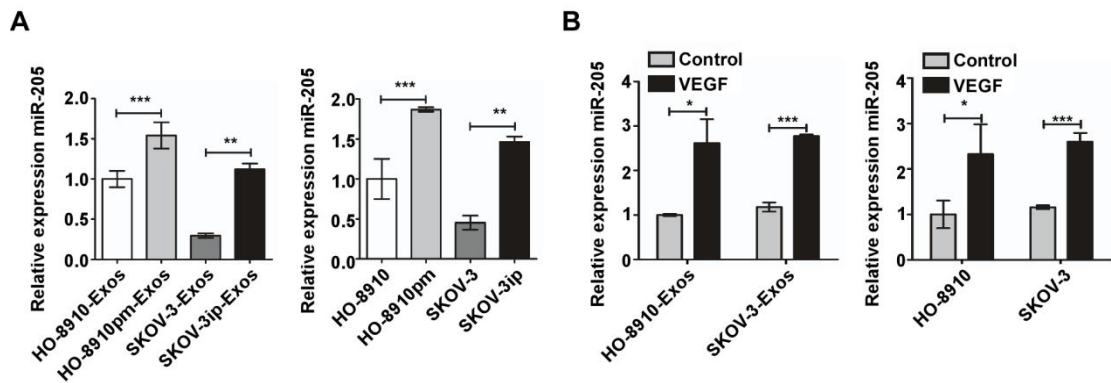 A
Relative expression miR-205
2.0
1.5
1.0
0.5
0.0
***
**
HO-8910-Exos
HO-8910pm-Exos
SKOV-3-Exos
SKOV-3ip-Exos
Relative expression miR-205
2.0
1.5
1.0
0.5
0.0
***
**
HO-8910
HO-8910pm
SKOV-3
SKOV-3ip
B
Relative expression miR-205
Control
VEGF
4
3
2
1
0
*
***
HO-8910-Exos
SKOV-3-Exos
Relative expression miR-205
Control
VEGF
4
3
2
1
0
*
***
HO-8910
SKOV-3